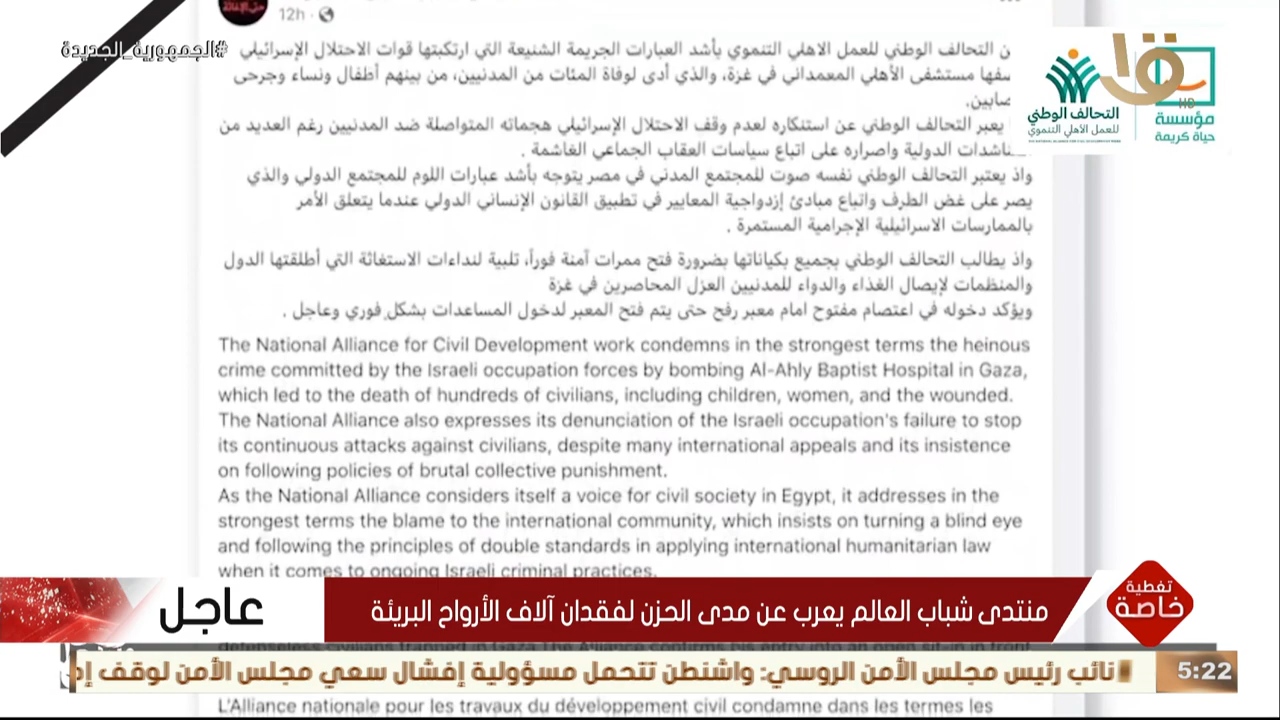 12h
#الجمهورية_الجديدة
التحالف الوطني
للعمل الأهلي التنموي
مؤسسة
حياة كريمة
HD
التحالف الوطني للعمل الاهلي التنموي بأشد العبارات الجريمة الشنيعة التي ارتكبتها قوات الاحتلال الإسرائيلي
مستشفى الأهلي المعمداني في غزة، والذي أدى لوفاة المئات من المدنيين، من بينهم أطفال ونساء وجرحى
يعبر التحالف الوطني عن استنكاره لعدم وقف الاحتلال الإسرائيلي هجماته المتواصلة ضد المدنيين رغم العديد من
الدولية واصراره على اتباع سياسات العقاب الجماعي الغاشمة .
واذ يعتبر التحالف الوطني نفسه صوت للمجتمع المدني في مصر يتوجه بأشد عبارات اللوم للمجتمع الدولي والذي
يصر على غض الطرف واتباع مبادئ إزدواجية المعايير في تطبيق القانون الإنساني الدولي عندما يتعلق الأمر
بالممارسات الاسرائيلية الإجرامية المستمرة .
واذ يطالب التحالف الوطني بجميع بكياناتها بضرورة فتح ممرات آمنة فوراً، تلبية لنداءات الاستغاثة التي أطلقتها الدول
والمنظمات لإيصال الغذاء والدواء للمدنيين العزل المحاصرين في غزة
ويؤكد دخوله في اعتصام مفتوح امام معبر رفح حتى يتم فتح المعبر لدخول المساعدات بشكل فوري وعاجل .
The National Alliance for Civil Development work condemns in the strongest terms the heinous
crime committed by the Israeli occupation forces by bombing Al-Ahly Baptist Hospital in Gaza,
which led to the death of hundreds of civilians, including children, women, and the wounded.
The National Alliance also expresses its denunciation of the Israeli occupation's failure to stop
its continuous attacks against civilians, despite many international appeals and its insistence
on following policies of brutal collective punishment.
As the National Alliance considers itself a voice for civil society in Egypt, it addresses in the
strongest terms the blame to the international community, which insists on turning a blind eye
and following the principles of double standards in applying international humanitarian law
when it comes to ongoing Israeli criminal practices.
تغطية
خاصة
عاجل
منتدى شباب العالم يعرب عن مدى الحزن لفقدان آلاف الأرواح البريئة
5:22
نائب رئيس مجلس الأمن الروسي: واشنطن تتحمل مسؤولية إفشال سعي مجلس الأمن لوقف
L'Alliance nationale pour les travaux du développement civil condamne dans les termes les